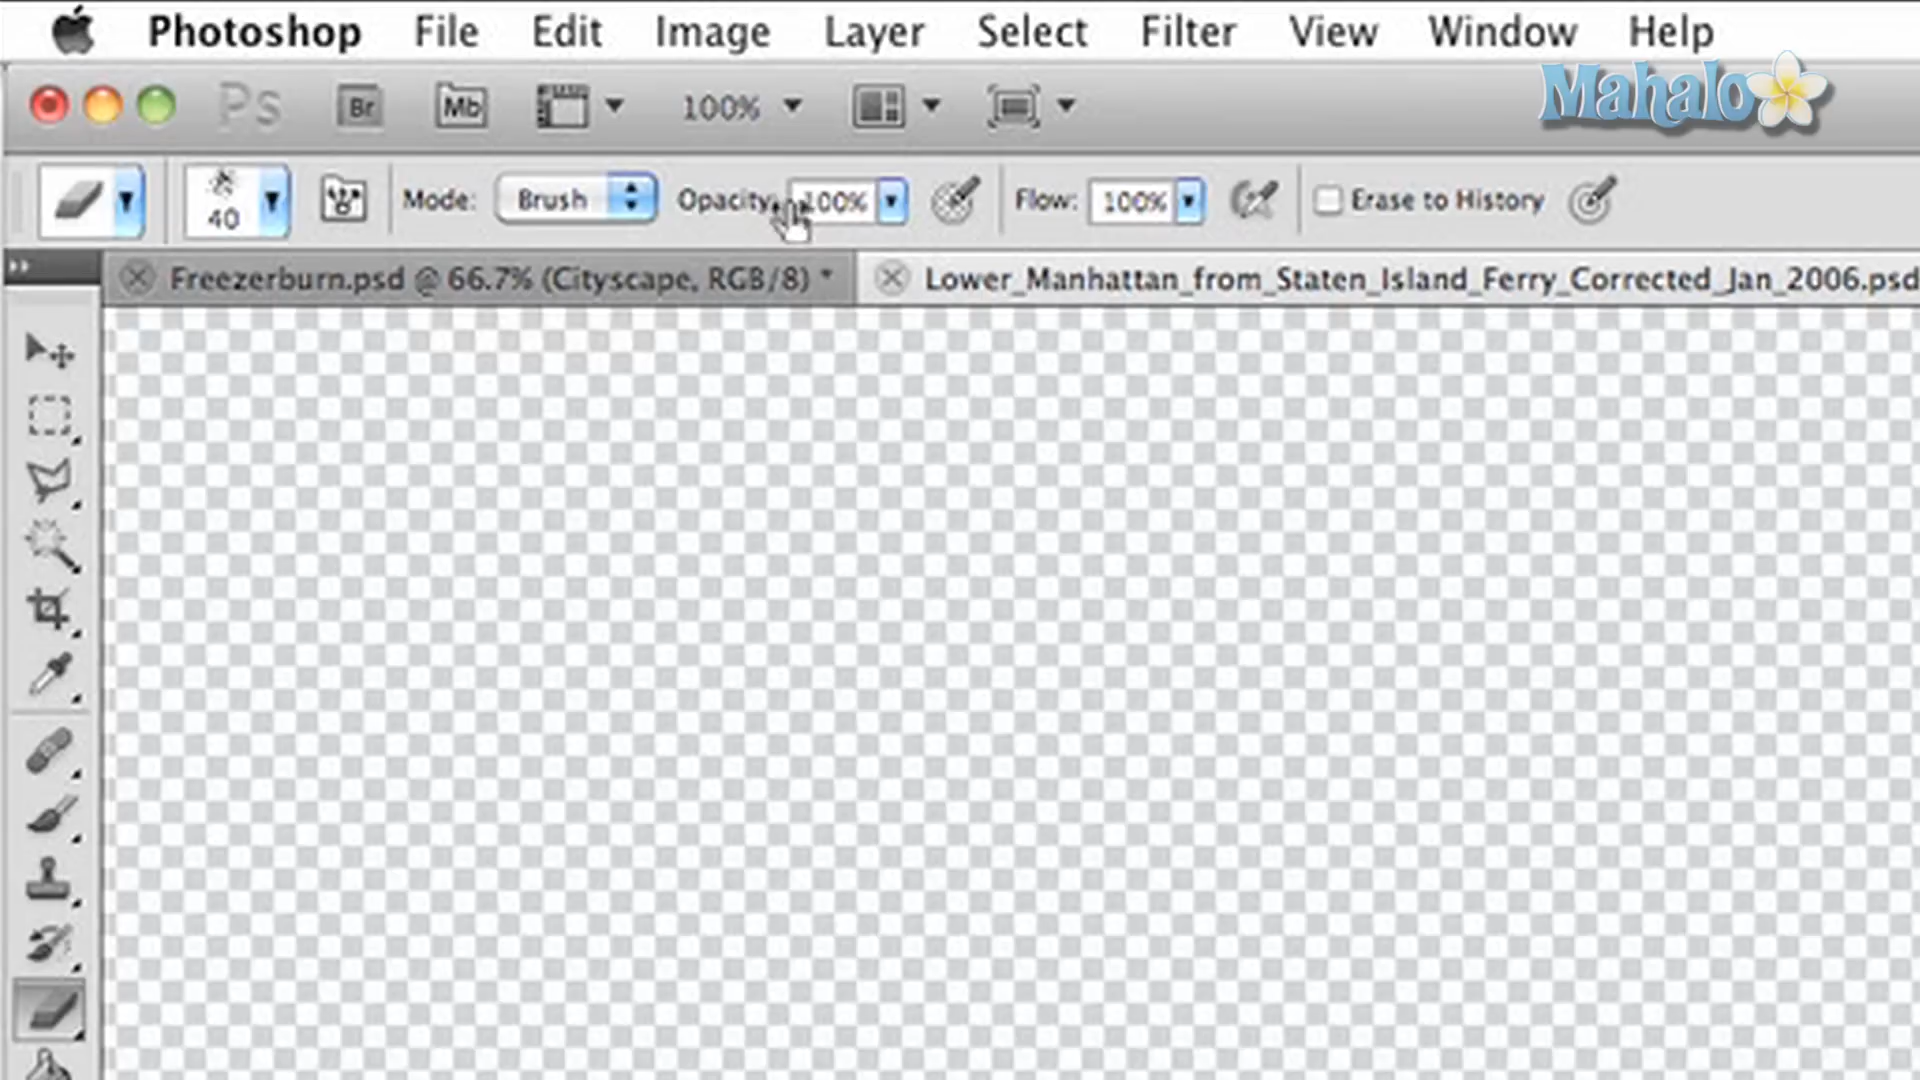 Photoshop File Edit Image Layer Select Filter View Window Help
Mahalo
Ps Br Mb 100%
40 Mode: Brush Opacity: 100% Flow: 100% Erase to History
Freezerburn.psd @ 66.7% (Cityscape, RGB/8) * Lower_Manhattan_from_Staten_Island_Ferry_Corrected_Jan_2006.psd